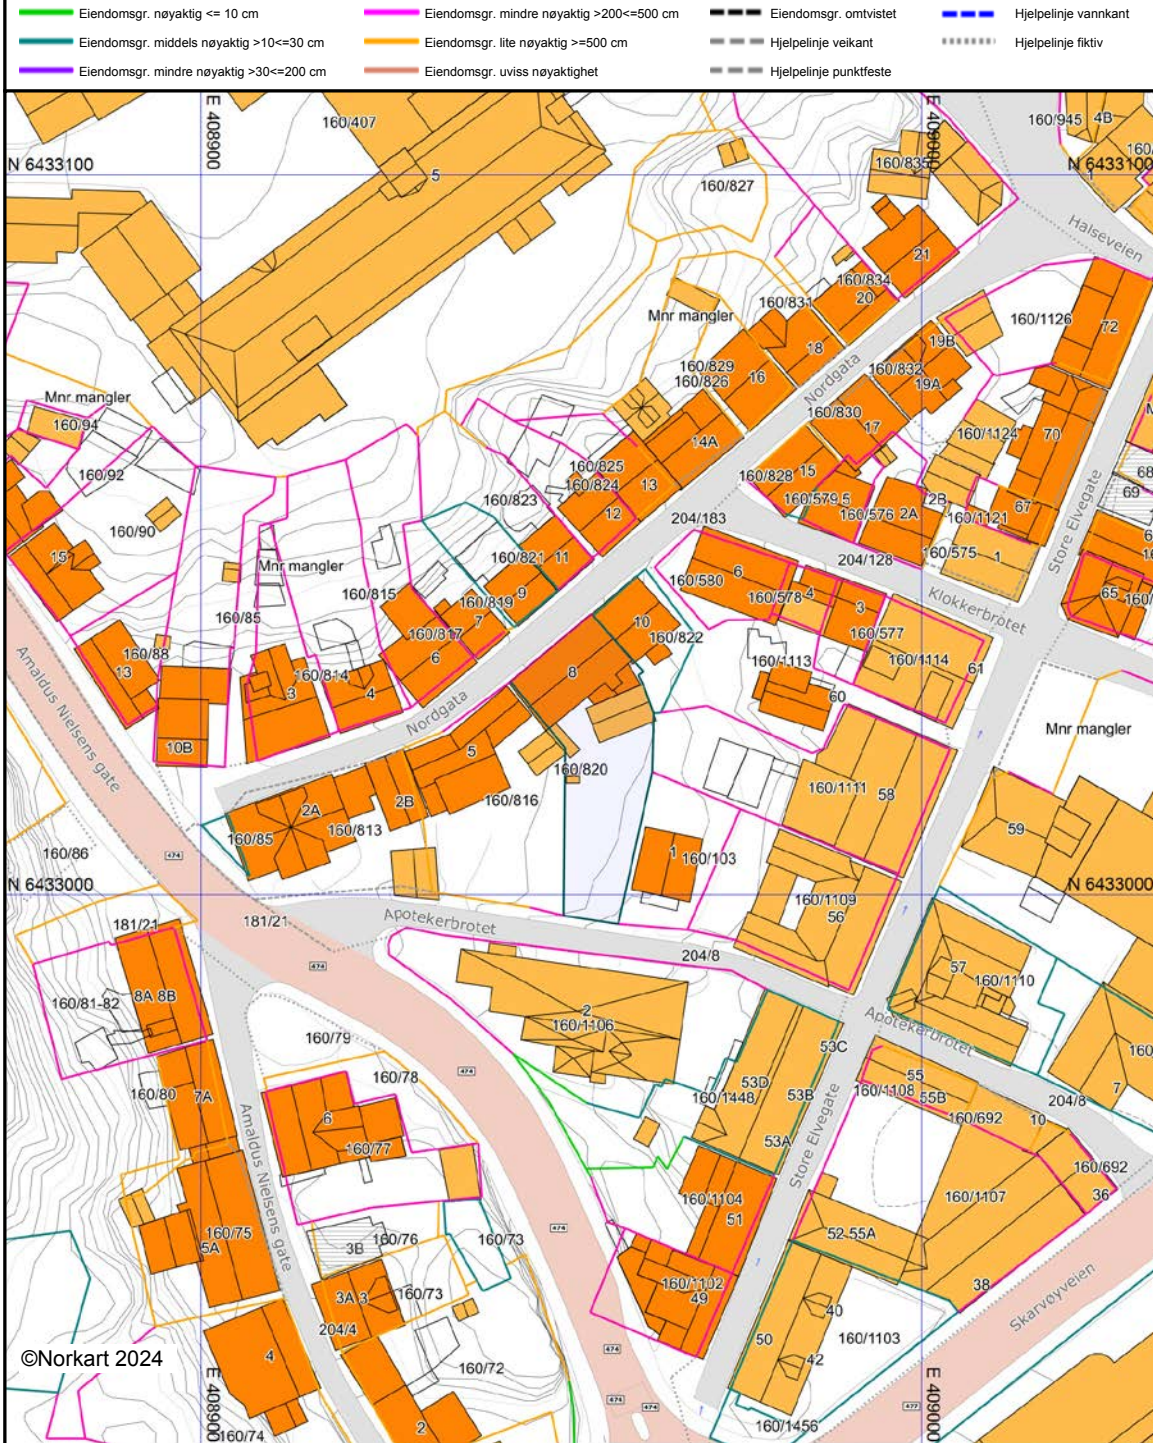 Eiendomsgr. nøyaktig <= 10 cm
Eiendomsgr. mindre nøyaktig >200<=500 cm
Eiendomsgr. omtvistet
Hjelpelinje vannkant
Eiendomsgr. middels nøyaktig >10<=30 cm
Eiendomsgr. lite nøyaktig >=500 cm
Hjelpelinje veikant
Hjelpelinje fiktiv
Eiendomsgr. mindre nøyaktig >30<=200 cm
Eiendomsgr. uviss nøyaktighet
Hjelpelinje punktfeste
E 408900
E 409000
160/407
160/945
4B
N 6433100
5
160/827
160/835
N 6433100
1
Halseveien
21
160/834
20
160/831
Mnr mangler
160/1126
72
18
19B
160/829
160/826
16
Nordgata
160/832
19A
Mnr mangler
160/94
160/830
17
14A
160/1124
70
160/92
160/825
160/824
160/828
15
68
13
69
160/823
160/579
5
160/576
2A
2B
67
160/90
12
204/183
160/1121
Store Elvegate
15
Mnr mangler
160/821
11
204/128
160/575
1
6
160/580
160/815
9
160/578
4
3
Klokkerbrotet
65
160/819
7
10
160/85
160/817
160/822
160/577
160/88
6
160/1113
160/1114
61
13
160/814
8
3
4
60
Amaldus Nielsens gate
Nordgata
10B
5
Mnr mangler
160/820
160/1111
58
160/816
2A
2B
160/813
160/85
59
160/86
474
1
160/103
N 6433000
N 6433000
160/1109
56
181/21
181/21
Apotekerbrotet
204/8
57
474
160/1110
8A 8B
160/81-82
2
160/1106
Apotekerbrotet
160/79
53C
474
160/78
55
7
160/80
7A
53D
53B
160/1108
55B
160/1448
204/8
6
160/692
10
160/77
53A
Amaldus Nielsens gate
Store Elvegate
160/692
36
160/1104
51
160/1107
160/75
5A
474
52
55A
3B
160/76
160/73
160/1102
49
38
3A
3
160/73
Skarvøyveien
204/4
40
50
160/1103
©Norkart 2024
4
474
42
160/72
E 408900
E 409000
474
474
477
2
160/74
160/1456